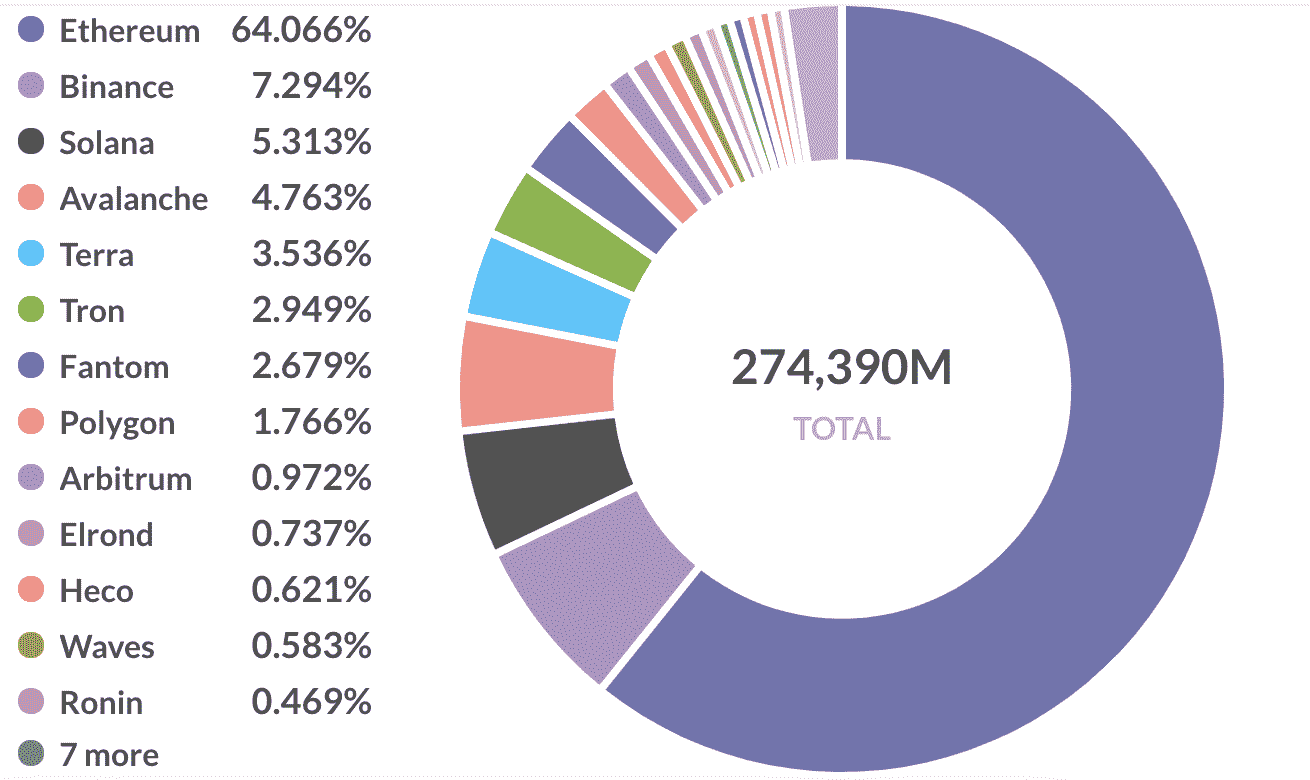 Ethereum 64.066%
Binance 7.294%
Solana 5.313%
Avalanche 4.763%
Terra 3.536%
Tron 2.949%
Fantom 2.679%
Polygon 1.766%
Arbitrum 0.972%
Elrond 0.737%
Heco 0.621%
Waves 0.583%
Ronin 0.469%
7 more
274,390M
TOTAL